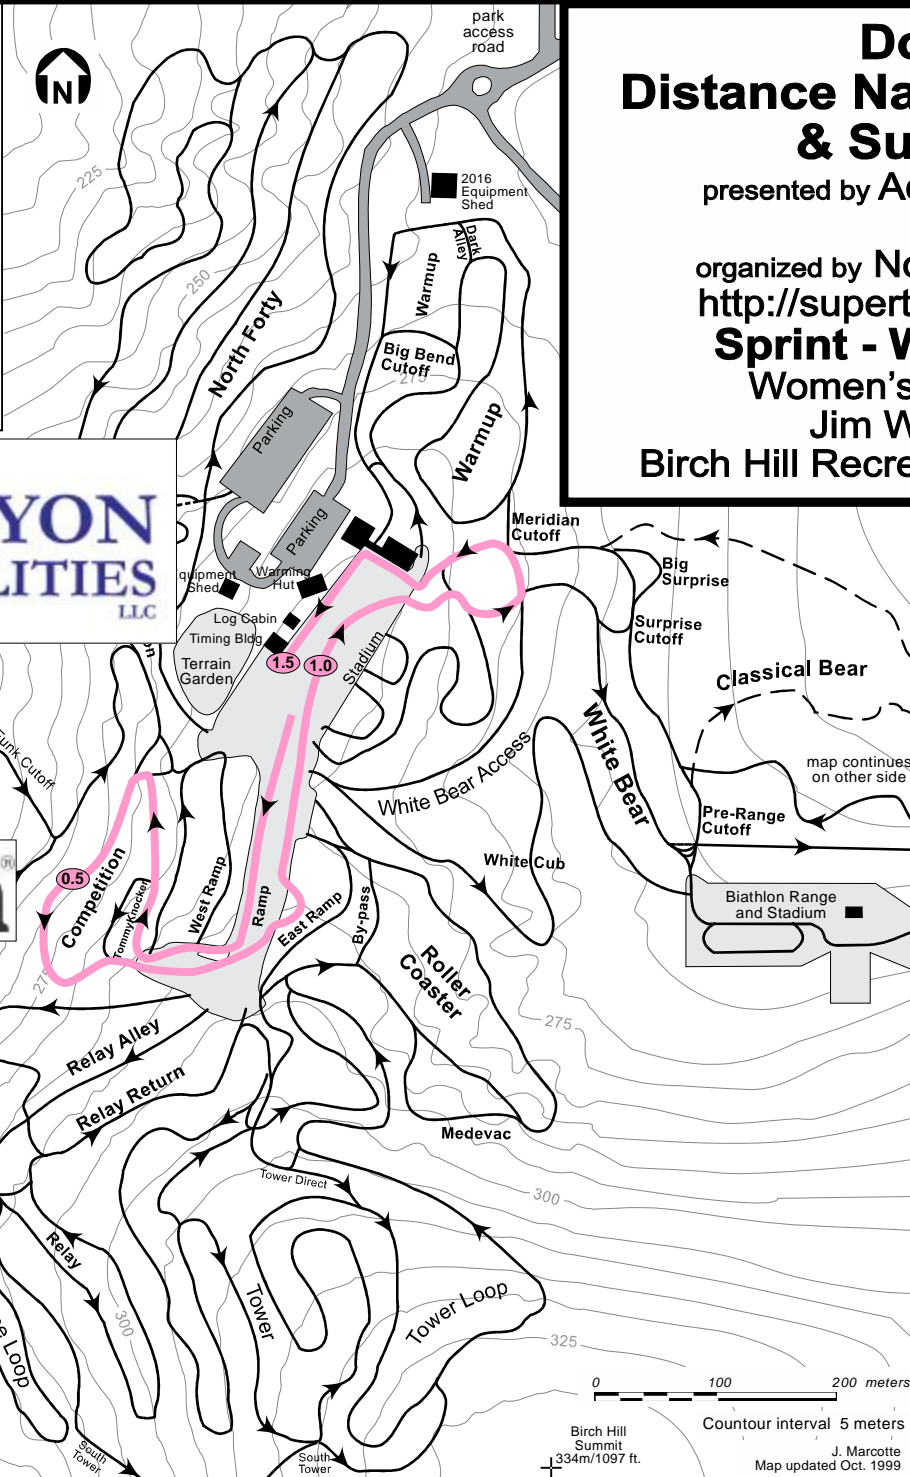 park
access
road
N
Do
Distance Na
& Su
presented by Ac
organized by No
http://supert
Sprint - W
Women's
Jim W
Birch Hill Recre
2016
Equipment
Shed
Dark
Alley
Warmup
225
250
North Forty
Big Bend
Cutoff
275
Parking
Warmup
YON
LITIES
LLC
Parking
Meridian
Cutoff
Big
Surprise
quipment
Shed
Warming
Hut
Log Cabin
Timing Bldg
Surprise
Cutoff
Terrain
Garden
on
1.5
1.0
Stadium
Classical Bear
White Bear
Funk Cutoff
White Bear Access
map continues
on other side
Pre-Range
Cutoff
®
0.5
Competition
TommyKnocker
West Ramp
Ramp
East Ramp
By-pass
White Cub
Biathlon Range
and Stadium
Roller
Coaster
275
275
Relay Alley
Relay Return
Medevac
Tower Direct
300
Relay
300
Tower
Tower Loop
325
e Loop
0 100 200 meters
Countour interval 5 meters
Birch Hill
Summit
334m/1097 ft.
J. Marcotte
Map updated Oct. 1999
South
Tower
South
Tower